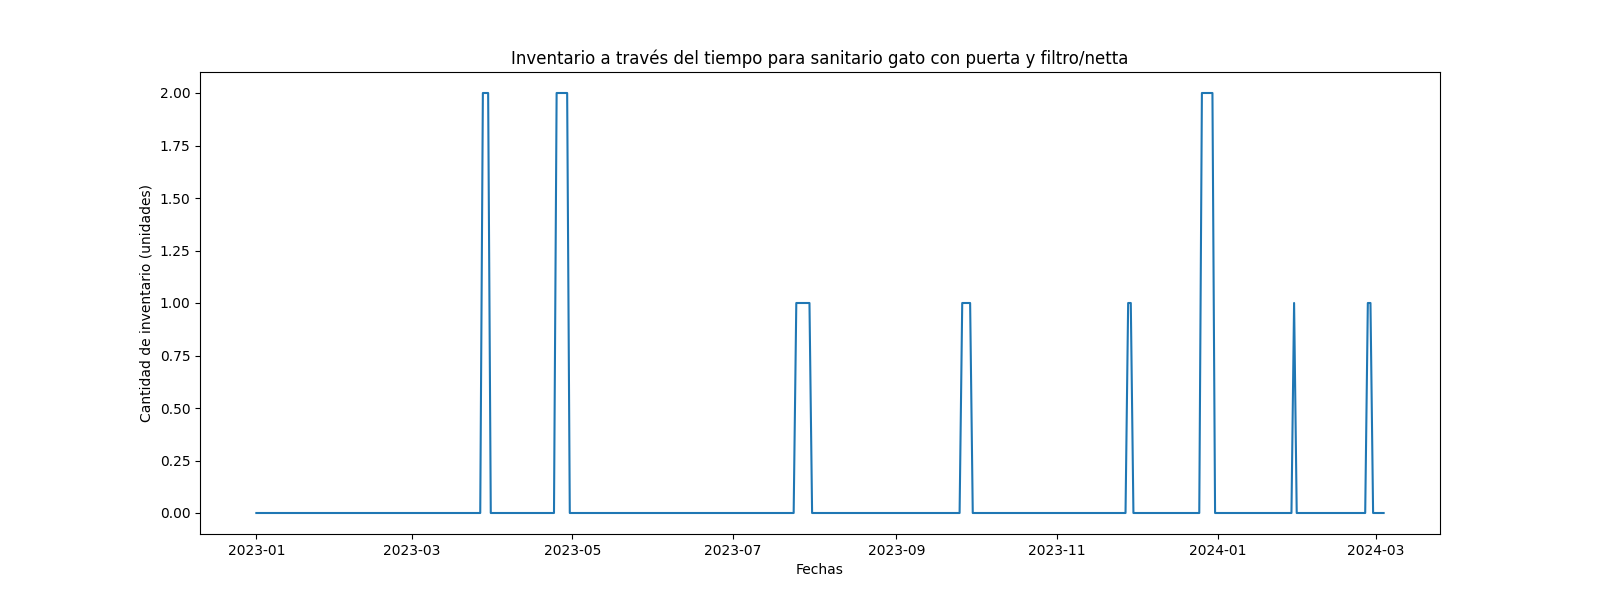 Inventario a través del tiempo para sanitario gato con puerta y filtro/netta
Cantidad de inventario (unidades)
2.00
1.75
1.50
1.25
1.00
0.75
0.50
0.25
0.00
2023-01 2023-03 2023-05 2023-07 2023-09 2023-11 2024-01 2024-03
Fechas